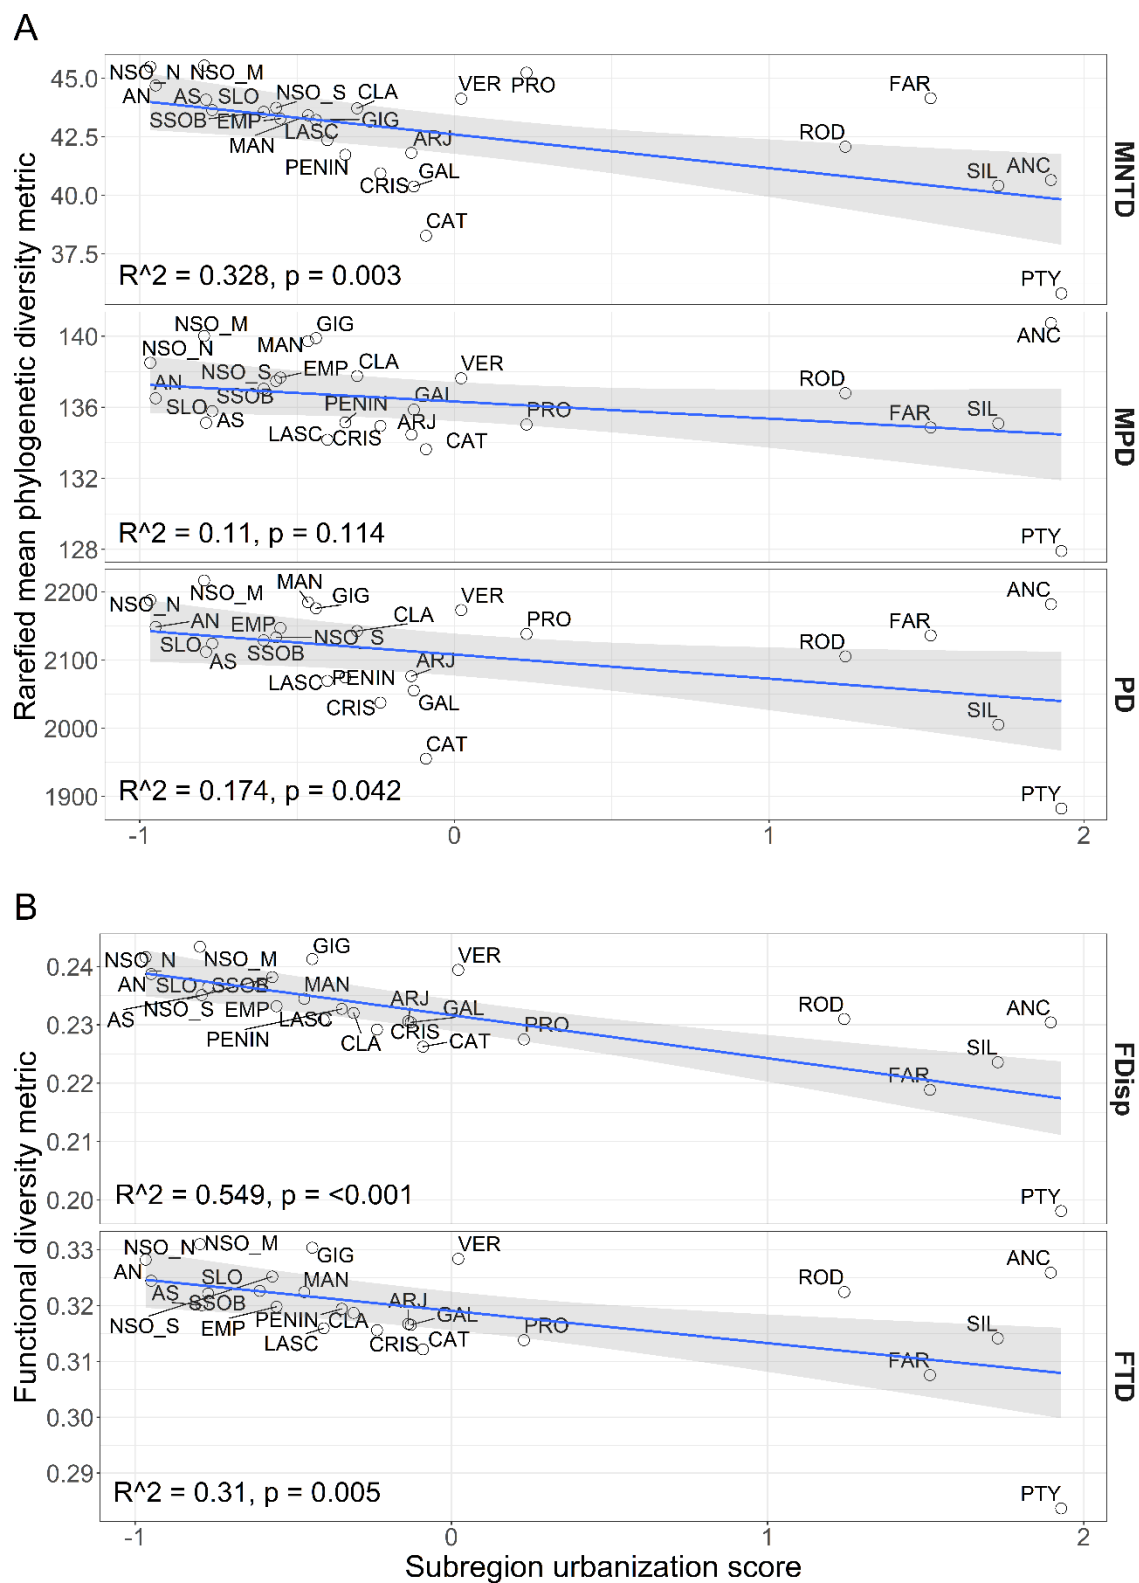 A
45.0
42.5
40.0
37.5
NSO_N
NSO_M
AN
AS
SLO
NSO_S
CLA
SSOB
EMP
GIG
MAN
LASC
PENIN
CRIS
ARJ
GAL
CAT
VER
PRO
FAR
ROD
SIL
ANC
PTY
R^2 = 0.328, p = 0.003
MNTD
140
136
132
128
NSO_M
NSO_N
GIG
MAN
AN
NSO_S
EMP
CLA
SSOB
SLO
AS
PENIN
LASC
CRIS
GAL
ARJ
CAT
VER
PRO
ROD
FAR
SIL
ANC
PTY
R^2 = 0.11, p = 0.114
MPD
2200
2100
2000
1900
NSO_N
NSO_M
MAN
GIG
AN
EMP
NSO_S
CLA
SLO
AS
SSOB
LASC
PENIN
ARJ
CRIS
GAL
CAT
VER
PRO
ROD
FAR
SIL
ANC
PTY
R^2 = 0.174, p = 0.042
PD
-1
0
1
2
Rarefied mean phylogenetic diversity metric
B
0.24
0.23
0.22
0.21
0.20
NSO_N
NSO_M
GIG
AN
SLO
SSOB
MAN
AS
NSO_S
EMP
LASC
PENIN
CLA
ARJ
GAL
CRIS
CAT
VER
PRO
ROD
FAR
SIL
ANC
PTY
R^2 = 0.549, p = <0.001
FDisp
0.33
0.32
0.31
0.30
0.29
NSO_N
NSO_M
GIG
AN
SLO
MAN
AS
SSOB
NSO_S
EMP
PENIN
CLA
LASC
ARJ
GAL
CRIS
CAT
VER
PRO
ROD
FAR
SIL
ANC
PTY
R^2 = 0.31, p = 0.005
FTD
-1
0
1
2
Functional diversity metric
Subregion urbanization score